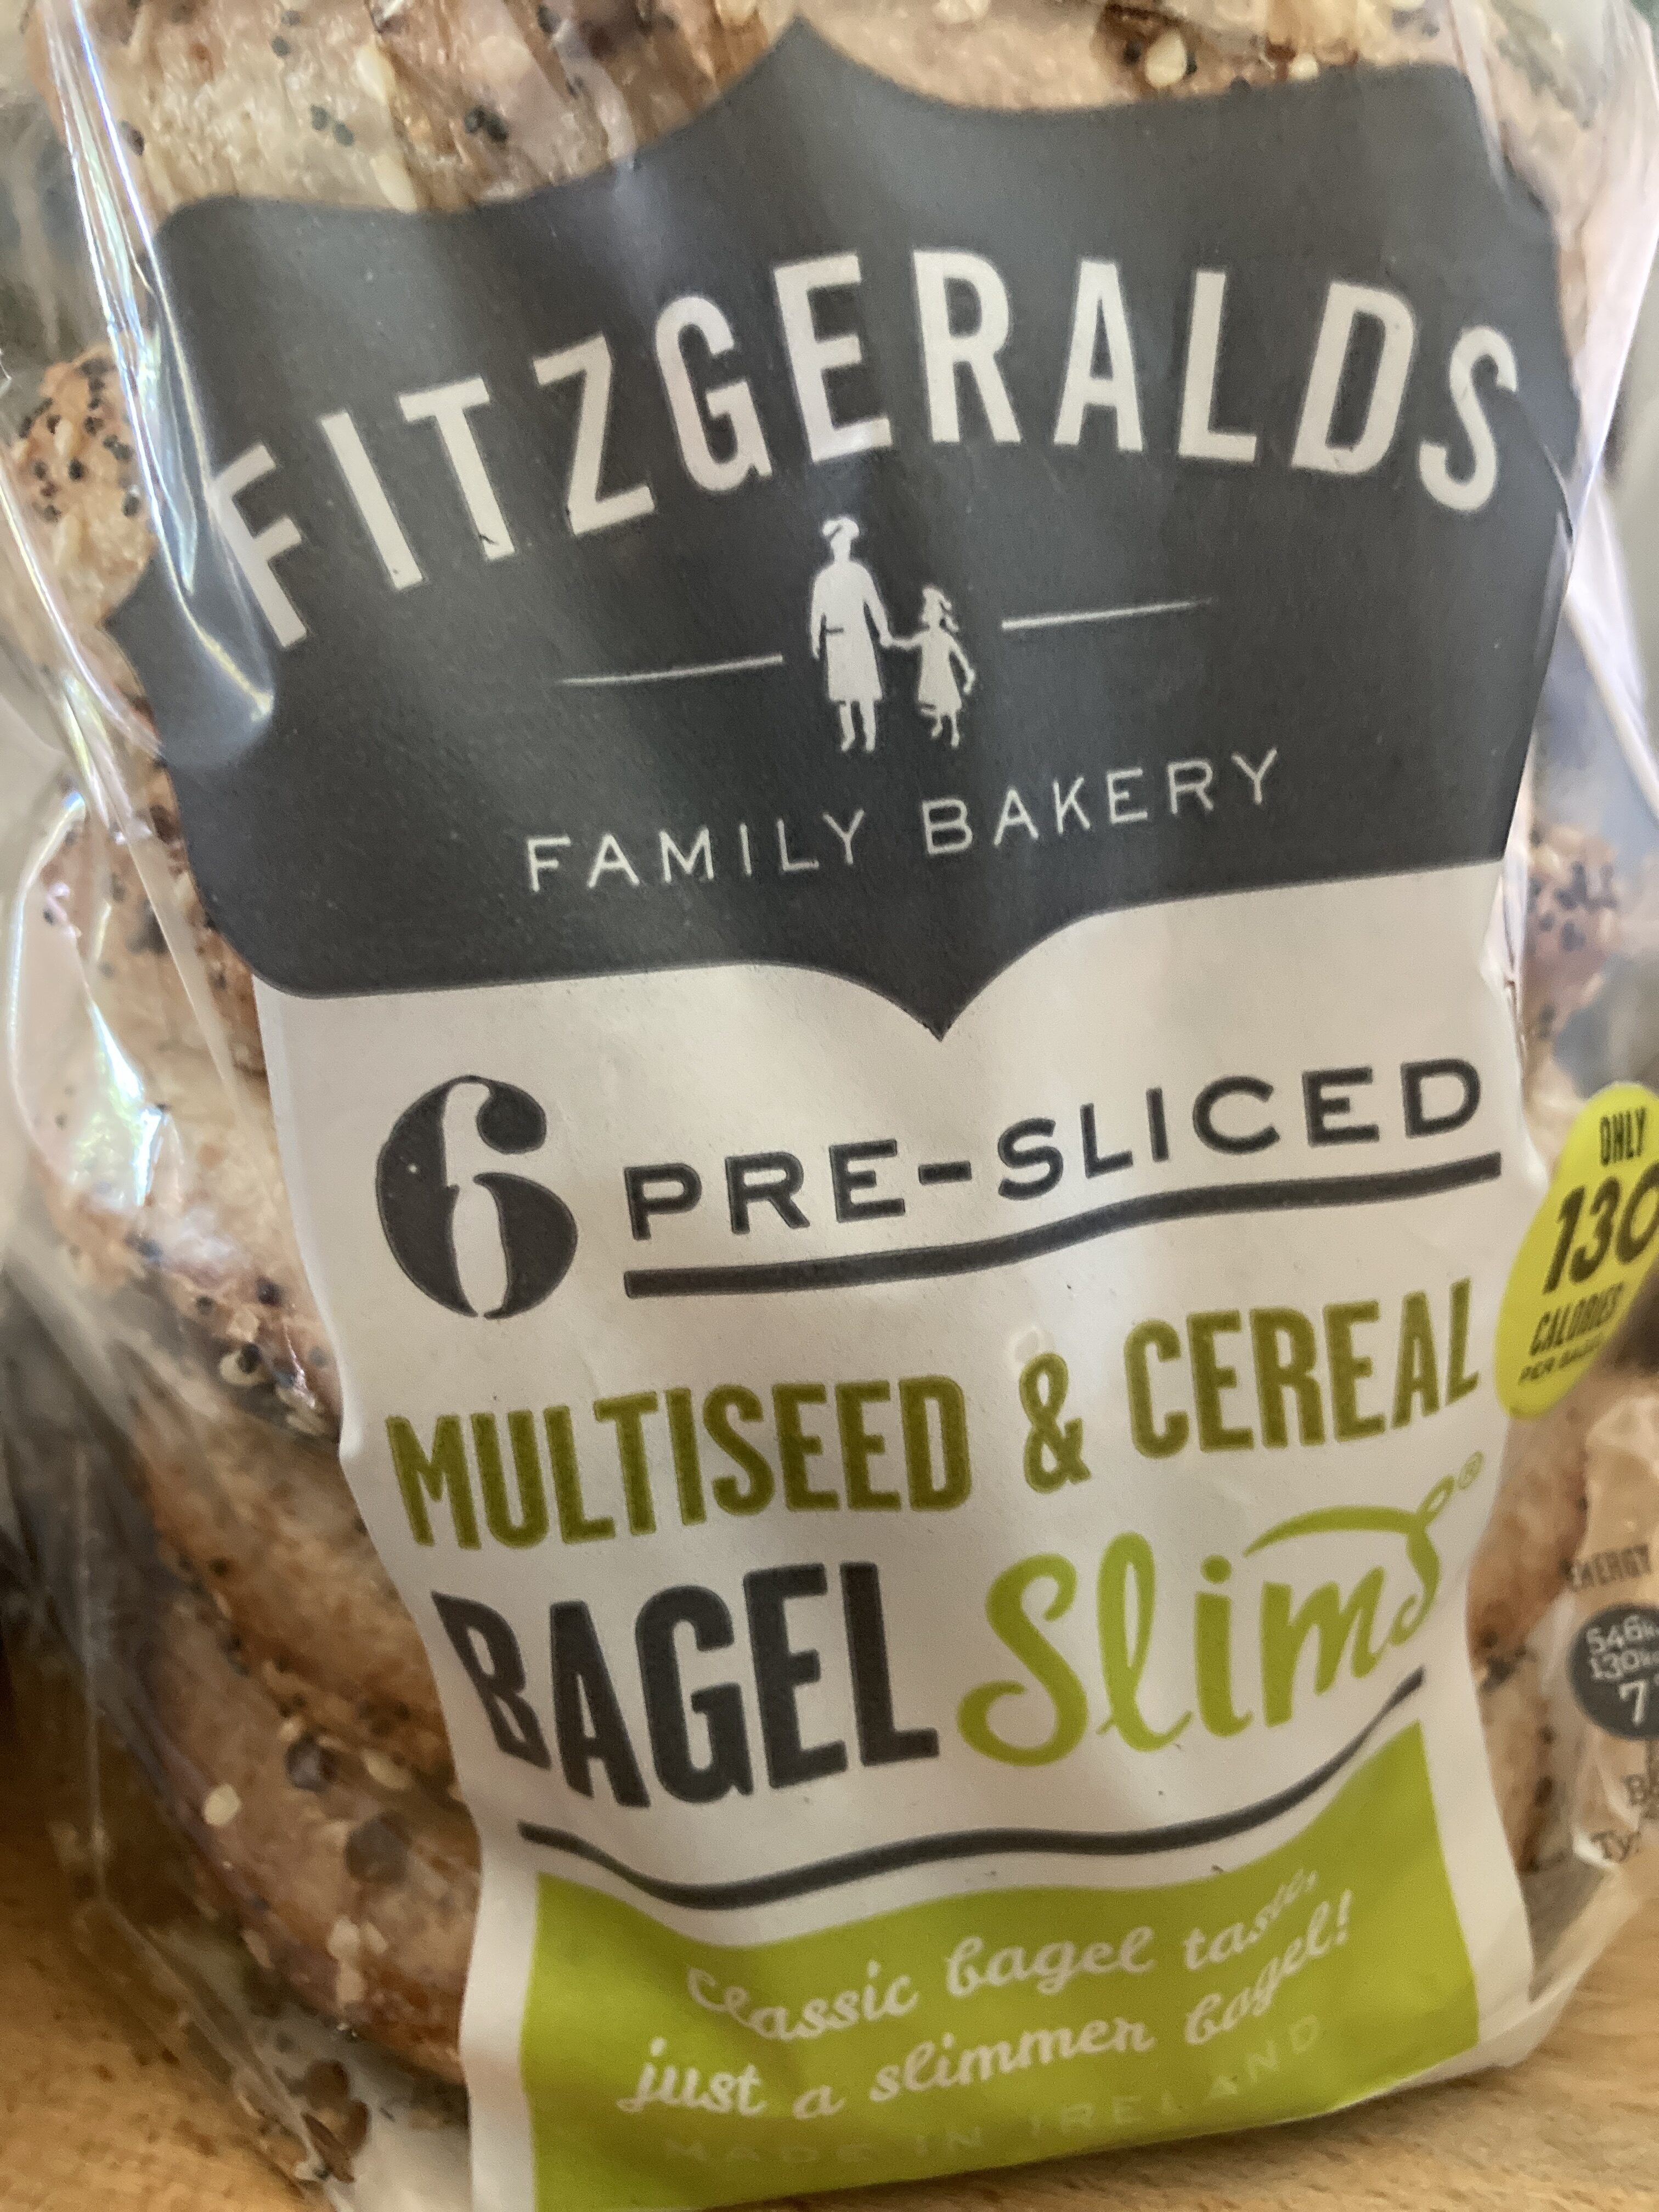 FITZGERALDS
FAMILY BAKERY
6 PRE-SLICED
MULTISEED & CEREAL
BAGEL Slims®
classic bagel taste,
just a slimmer bagel!
MADE IN IRELAND
ONLY
130
CALORIES
PER
ENERGY